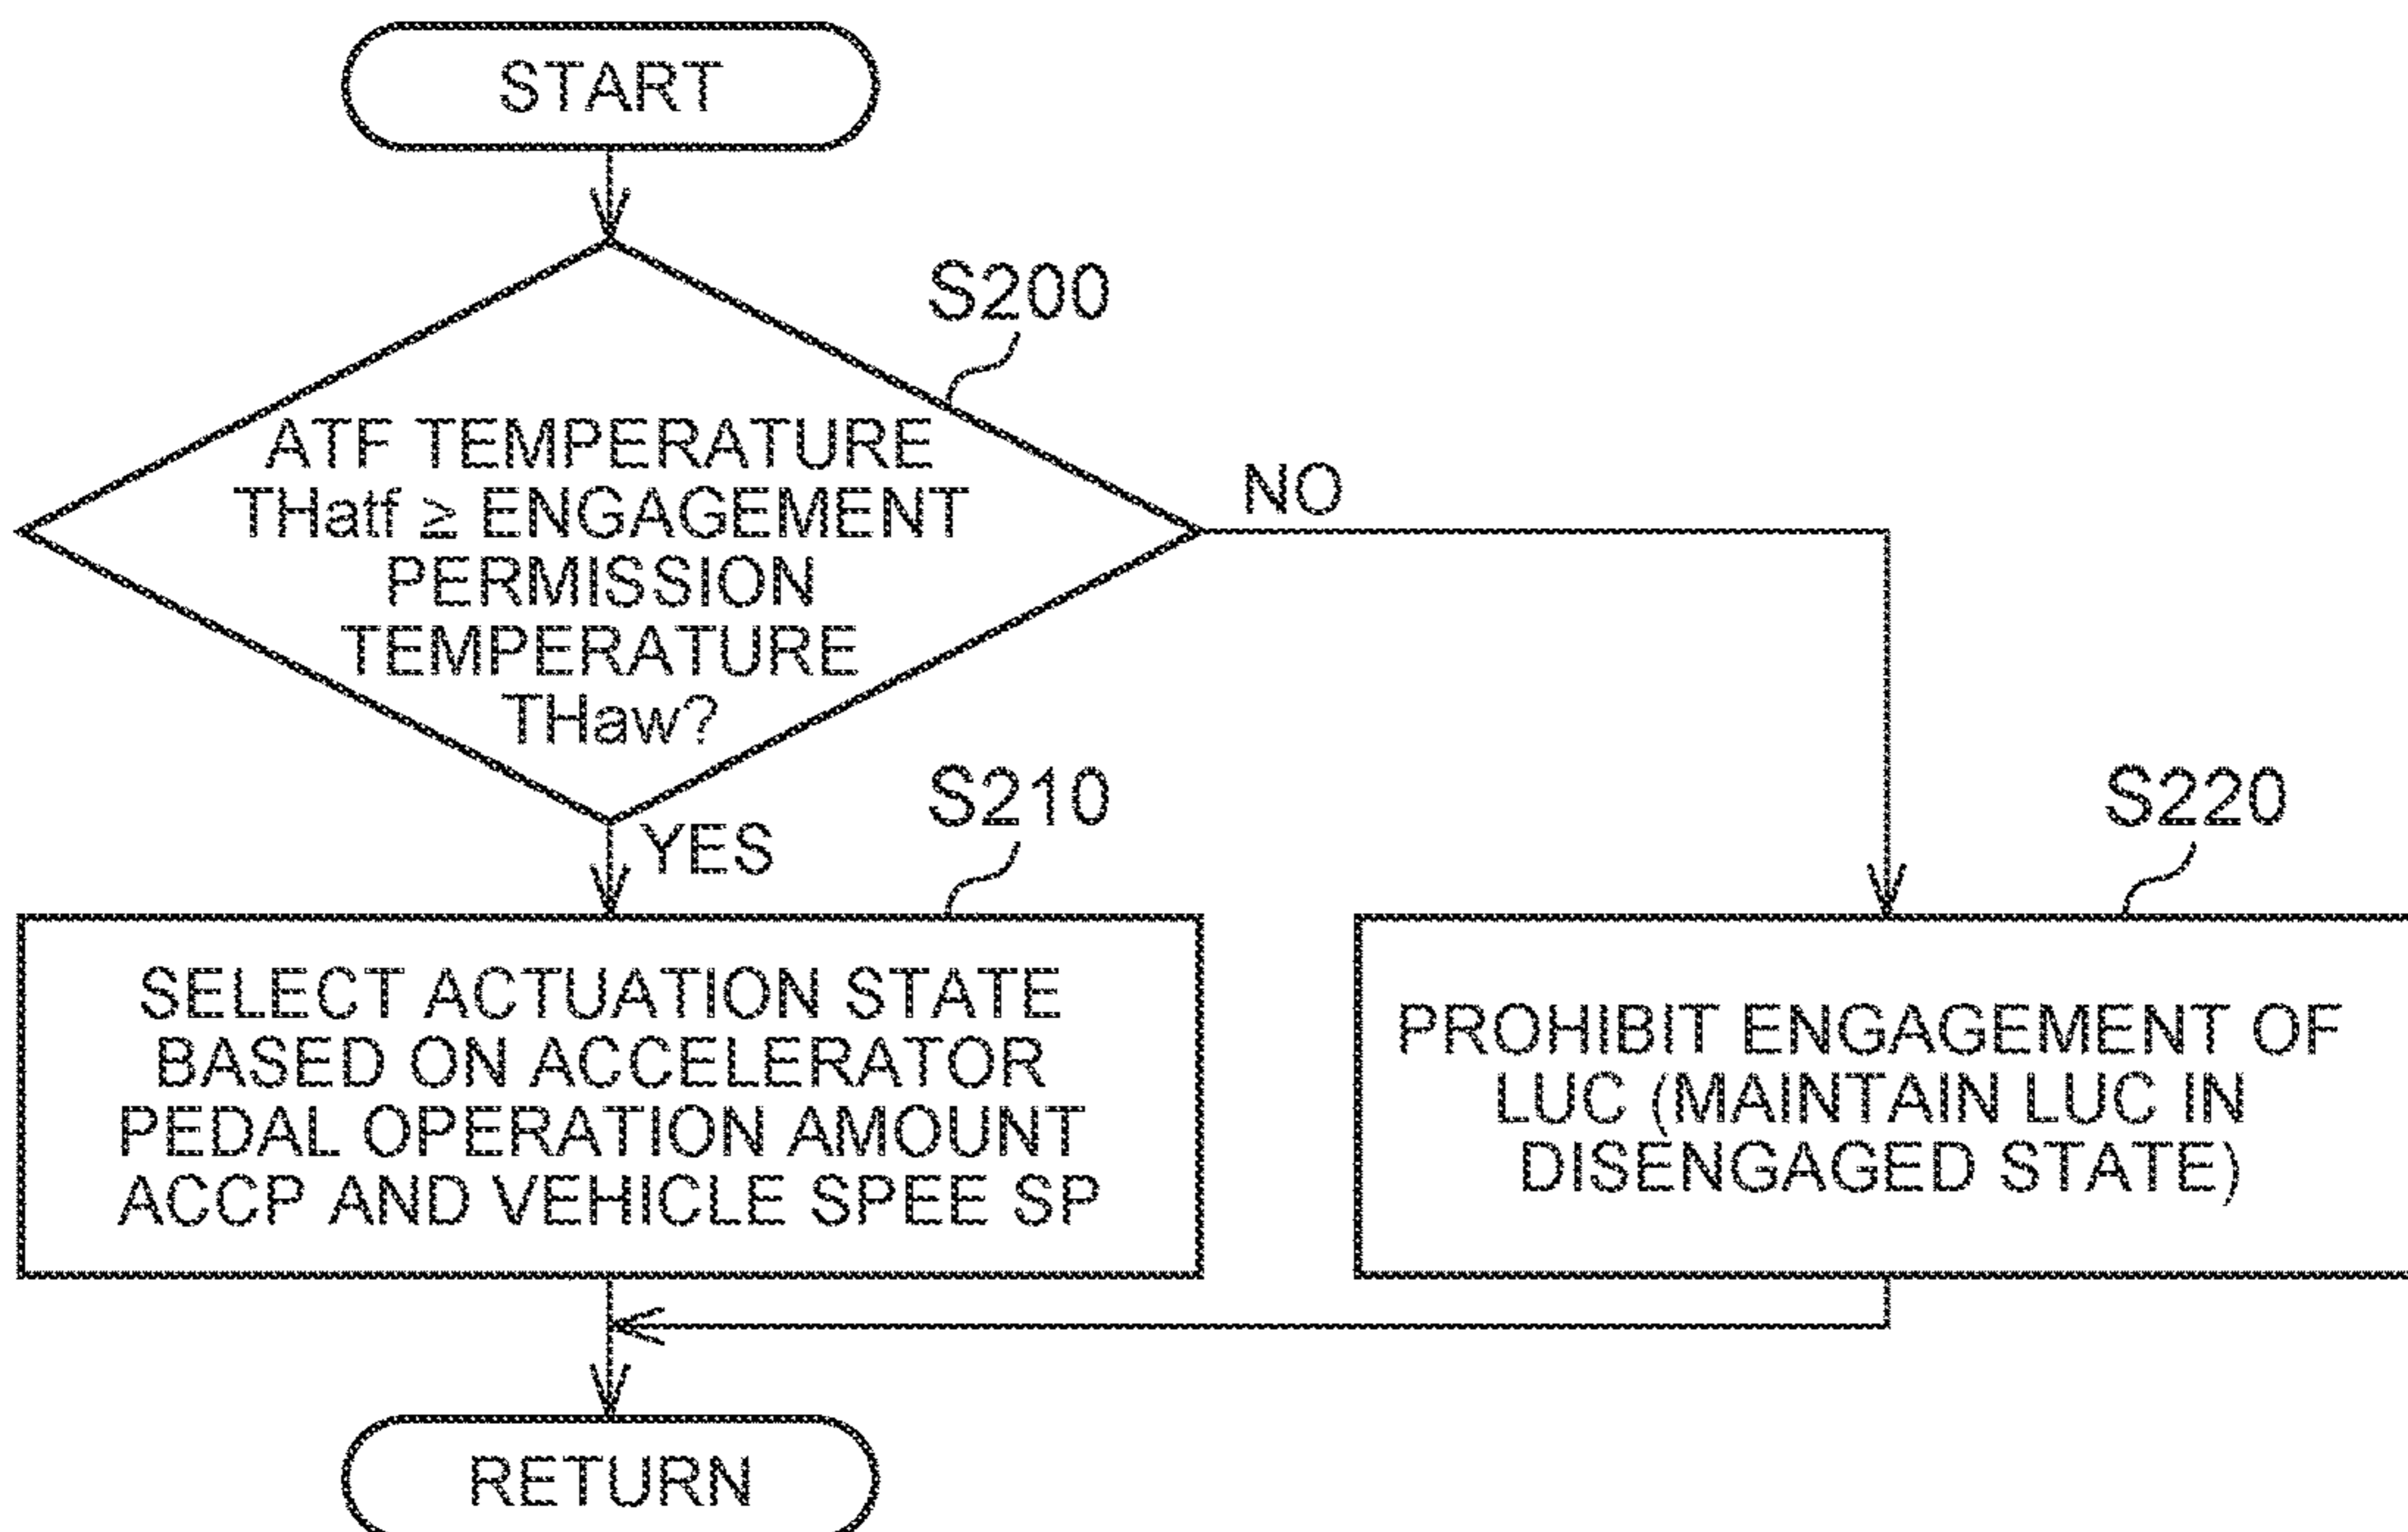 START
S200
ATF TEMPERATURE
THatf ≧ ENGAGEMENT
PERMISSION
TEMPERATURE
THaw?
NO
YES
S210
SELECT ACTUATION STATE
BASED ON ACCELERATOR
PEDAL OPERATION AMOUNT
ACCP AND VEHICLE SPEE SP
S220
PROHIBIT ENGAGEMENT OF
LUC (MAINTAIN LUC IN
DISENGAGED STATE)
RETURN